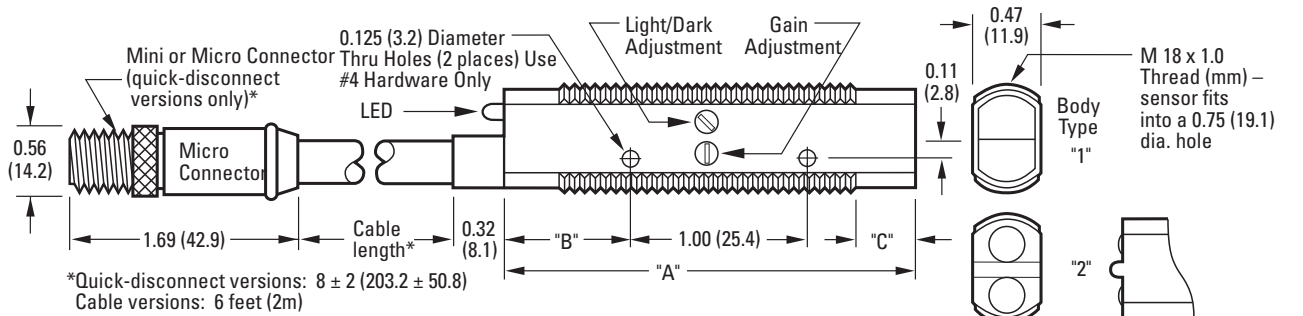 Mini or Micro Connector
(quick-disconnect
versions only)*
0.125 (3.2) Diameter
Thru Holes (2 places) Use
#4 Hardware Only
LED
Light/Dark
Adjustment
Gain
Adjustment
0.47
(11.9)
0.11
(2.8)
M 18 x 1.0
Thread (mm) –
sensor fits
into a 0.75 (19.1)
dia. hole
Body
Type
"1"
0.56
(14.2)
Micro
Connector
1.69 (42.9)
Cable
length*
0.32
(8.1)
"B"
1.00 (25.4)
"C"
"A"
"2"
*Quick-disconnect versions: 8 ± 2 (203.2 ± 50.8)
Cable versions: 6 feet (2m)